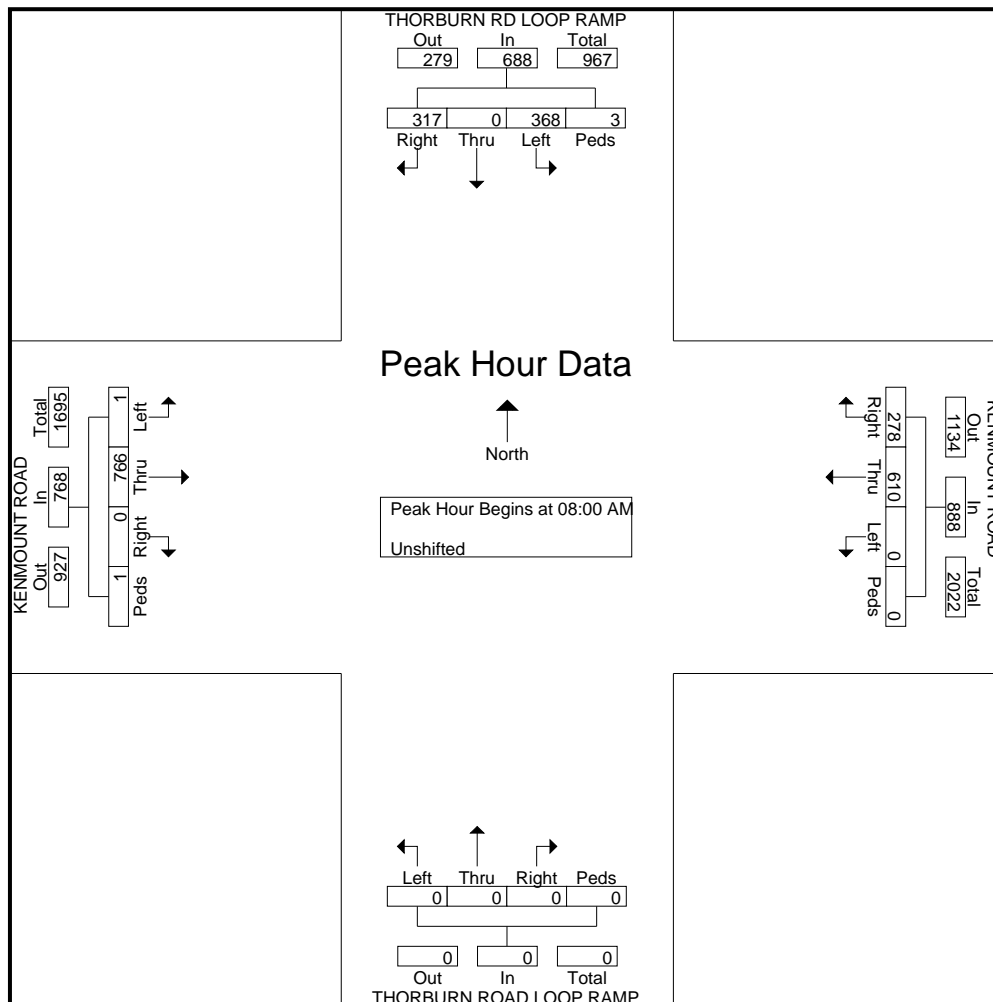 THORBURN RD LOOP RAMP
Out In Total
279 688 967
317 0 368 3
Right Thru Left Peds
Peak Hour Data
North
Peak Hour Begins at 08:00 AM
Unshifted
KENMOUNT ROAD
Total In Out
1695 768 927
1 766 0 1
Left Thru Right Peds
KENMOUNT ROAD
Out In Total
1134 888 2022
278 610 0 0
Right Thru Left Peds
Left Thru Right Peds
0 0 0 0
0 0 0
Out In Total
THORBURN ROAD LOOP RAMP